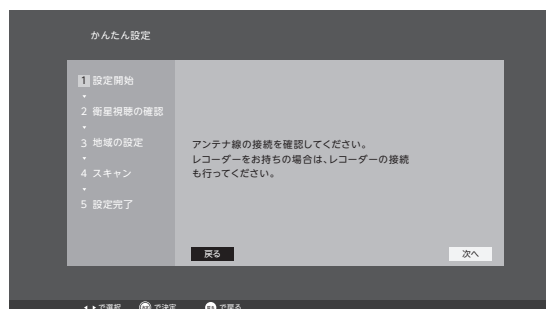 かんたん設定
1 設定開始
2 衛星視聴の確認
3 地域の設定
4 スキャン
5 設定完了
アンテナ線の接続を確認してください。
レコーダーをお持ちの場合は、レコーダーの接続
も行ってください。
戻る 次へ
で選択 で決定 で戻る